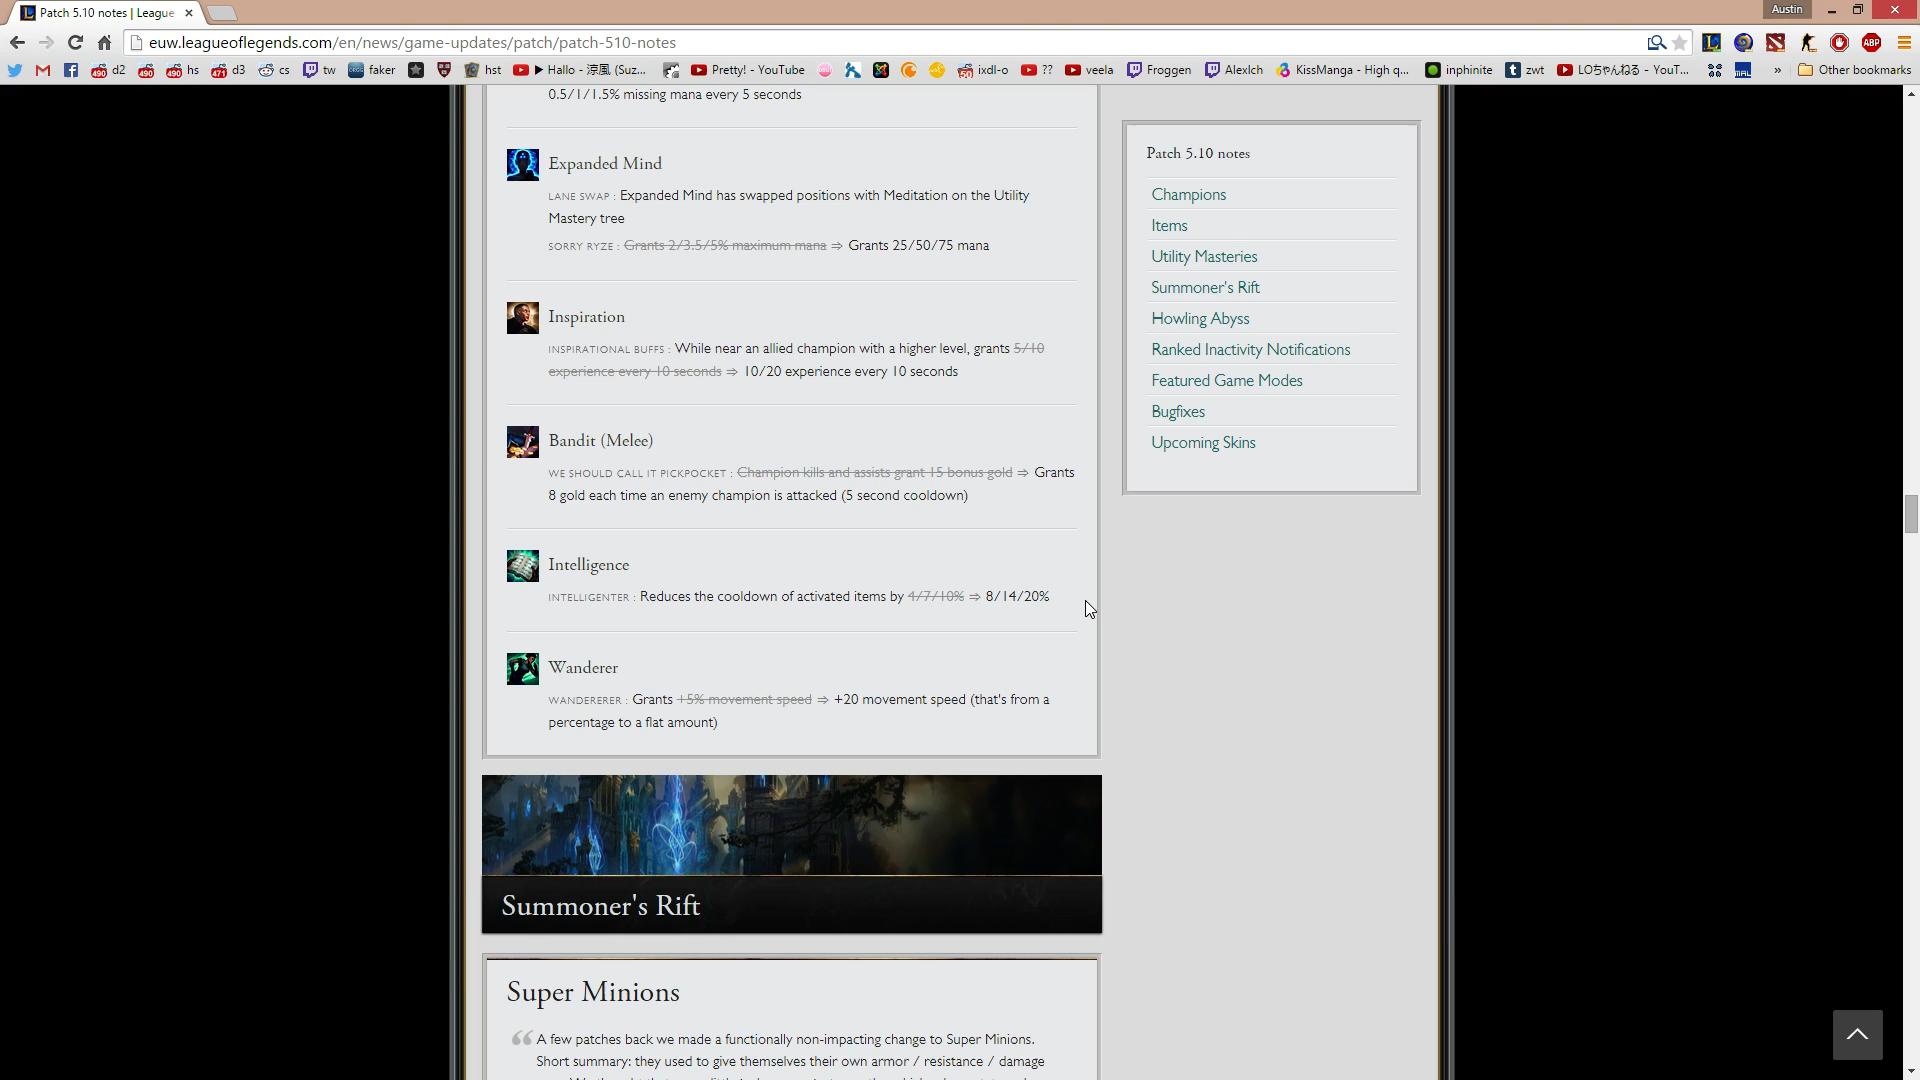 Patch 5.10 notes | League
Austin
euw.leagueoflegends.com/en/news/game-updates/patch/patch-510-notes
ABP
490 d2 490 490 hs 471 d3 cs tw faker hst ▶ Hallo - 涼風 (Suz... Pretty! - YouTube 50 ixdl-o ?? veela Froggen Alexlch KissManga - High q... inphinite zwt LOちゃんねる - YouT... MAL » Other bookmarks
0.5/1/1.5% missing mana every 5 seconds
Expanded Mind
LANE SWAP : Expanded Mind has swapped positions with Meditation on the Utility
Mastery tree
SORRY RYZE : Grants 2/3.5/5% maximum mana ⇒ Grants 25/50/75 mana
Inspiration
INSPIRATIONAL BUFFS : While near an allied champion with a higher level, grants 5/10
experience every 10 seconds ⇒ 10/20 experience every 10 seconds
Bandit (Melee)
WE SHOULD CALL IT PICKPOCKET : Champion kills and assists grant 15 bonus gold ⇒ Grants
8 gold each time an enemy champion is attacked (5 second cooldown)
Intelligence
INTELLIGENTER : Reduces the cooldown of activated items by 4/7/10% ⇒ 8/14/20%
Wanderer
WANDERERER : Grants +5% movement speed ⇒ +20 movement speed (that's from a
percentage to a flat amount)
Summoner's Rift
Super Minions
“ A few patches back we made a functionally non-impacting change to Super Minions.
Short summary: they used to give themselves their own armor / resistance / damage
Patch 5.10 notes
Champions
Items
Utility Masteries
Summoner's Rift
Howling Abyss
Ranked Inactivity Notifications
Featured Game Modes
Bugfixes
Upcoming Skins